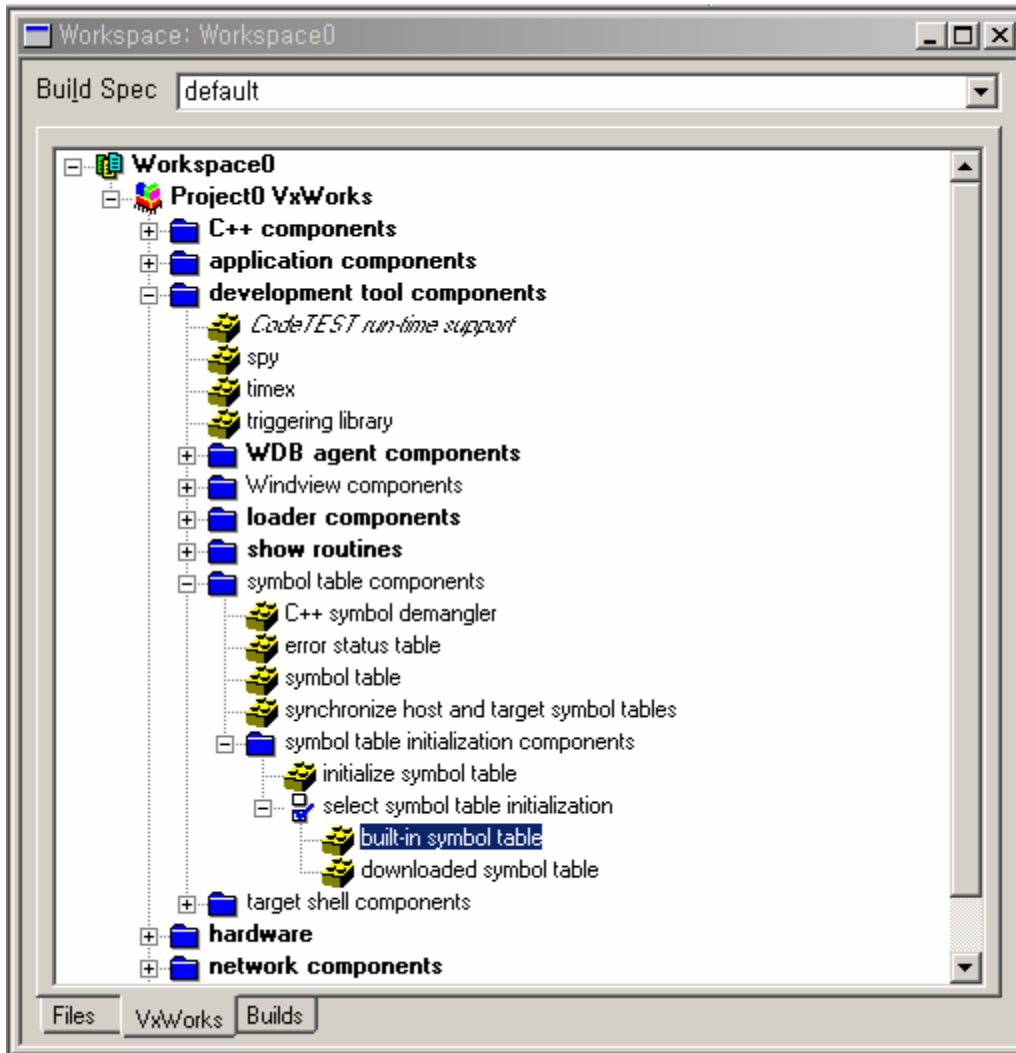 Workspace: Workspace0
Build Spec default
Workspace0
Project0 VxWorks
C++ components
application components
development tool components
CodeTEST run-time support
spy
timex
triggering library
WDB agent components
Windview components
loader components
show routines
symbol table components
C++ symbol demangler
error status table
symbol table
synchronize host and target symbol tables
symbol table initialization components
initialize symbol table
select symbol table initialization
built-in symbol table
downloaded symbol table
target shell components
hardware
network components
Files VxWorks Builds